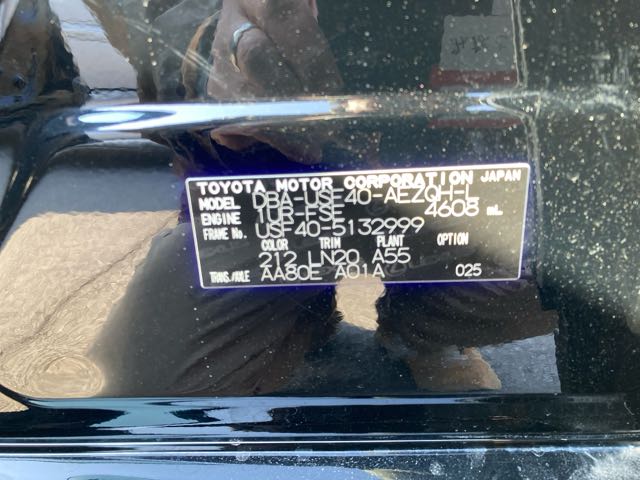 TOYOTA MOTOR CORPORATION JAPAN
MODEL DBA-USF40-AEZQH-L
ENGINE 1UR-FSE 4608 mL
FRAME No. USF40-5132999
COLOR TRIM PLANT OPTION
212 LN20 A55
TRANS./AXLE AA80E A01A 025